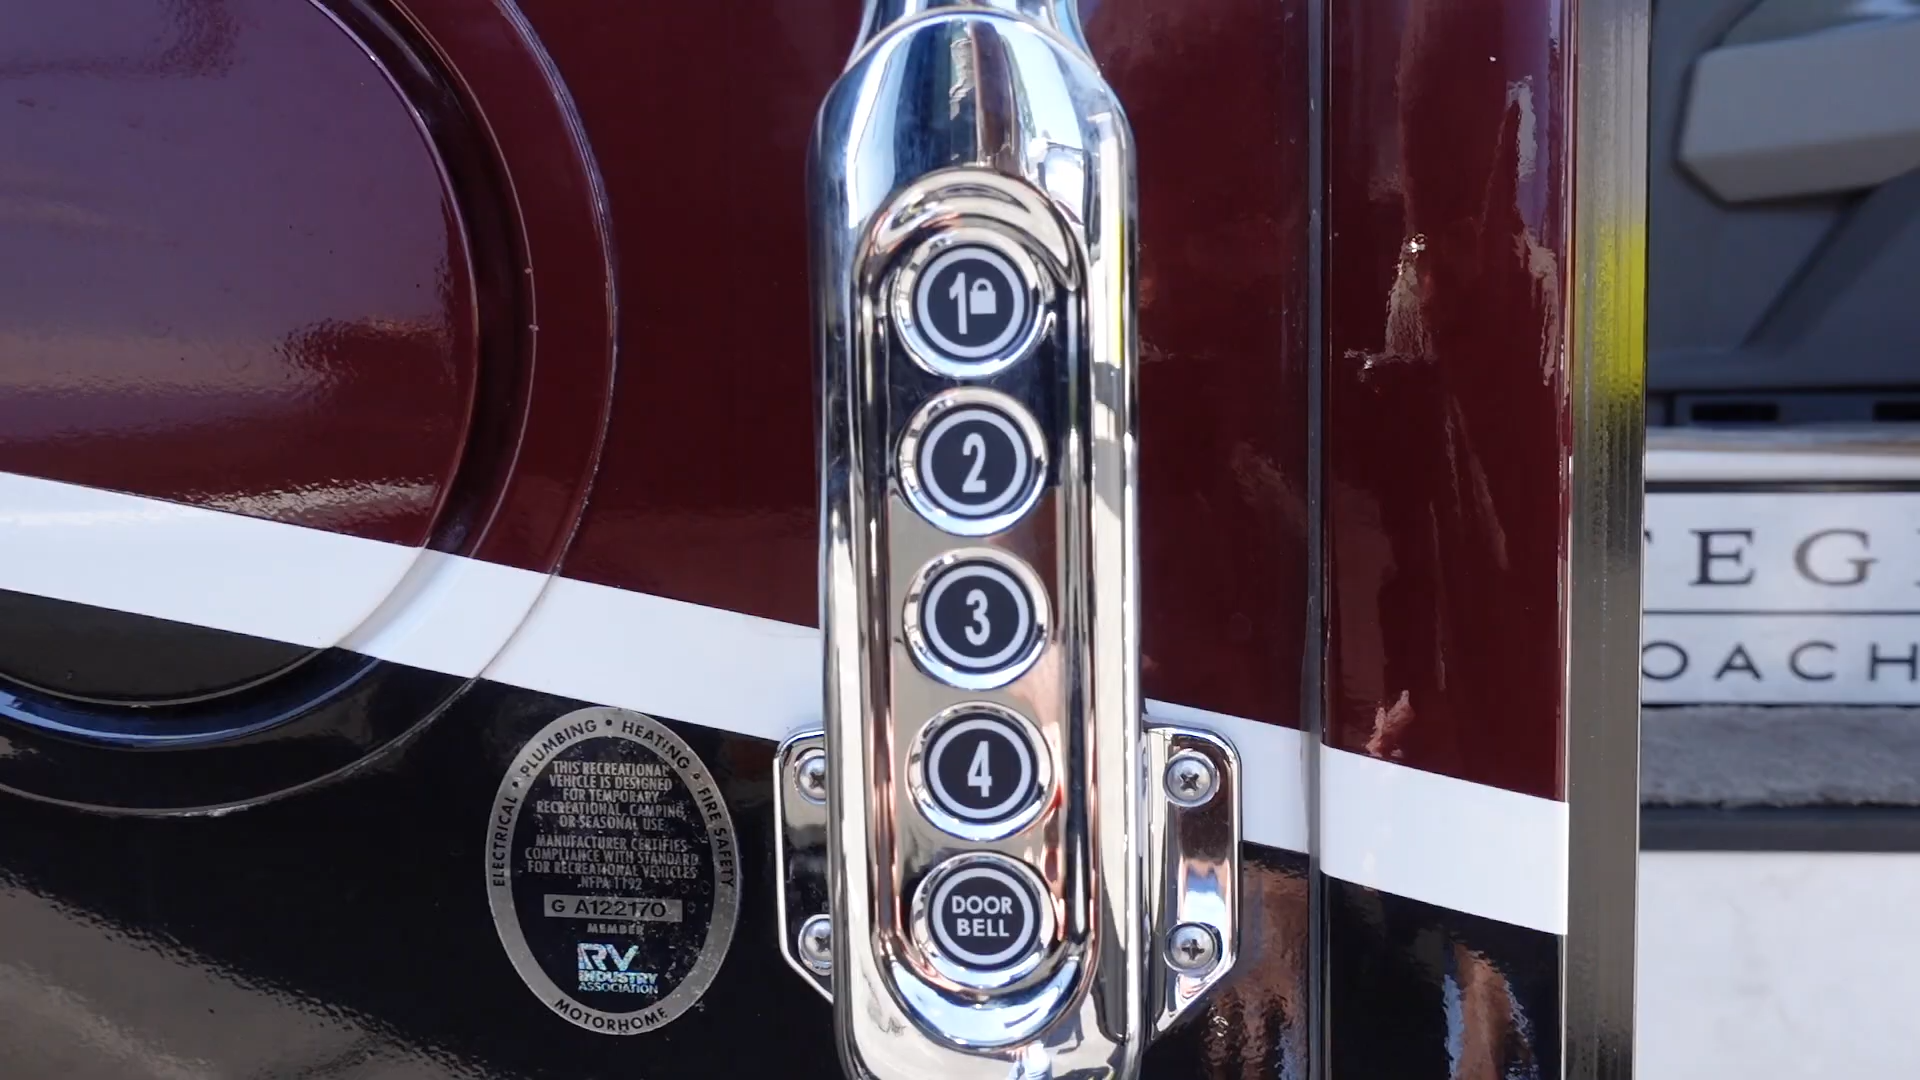 1
2
3
4
DOOR
BELL
ELECTRICAL • PLUMBING • HEATING • FIRE SAFETY
THIS RECREATIONAL
VEHICLE IS DESIGNED
FOR TEMPORARY
RECREATIONAL, CAMPING,
OR SEASONAL USE
MANUFACTURER CERTIFIES
COMPLIANCE WITH STANDARD
FOR RECREATIONAL VEHICLES
NFPA 1192
G A122170
MEMBER
RV
INDUSTRY
ASSOCIATION
MOTORHOME
TEG
OACH